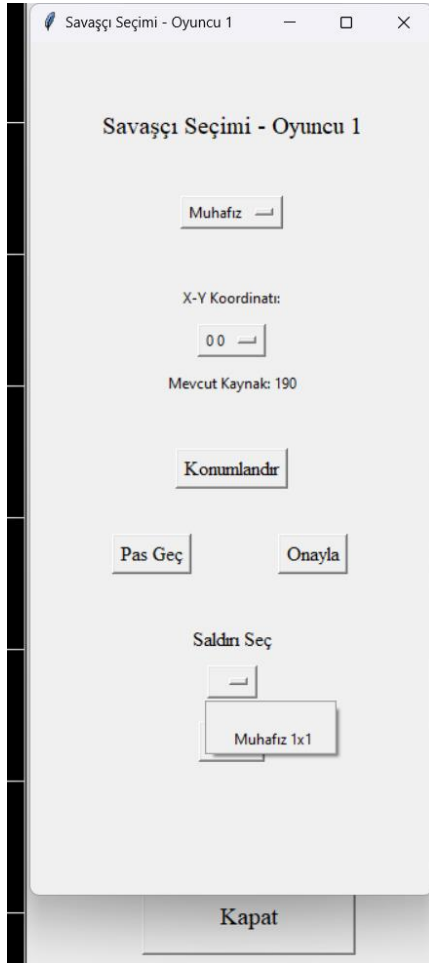 Savaşçı Seçimi - Oyuncu 1
Savaşçı Seçimi - Oyuncu 1
Muhafız
X-Y Koordinatı:
0 0
Mevcut Kaynak: 190
Konumlandır
Pas Geç
Onayla
Saldırı Seç
Muhafız 1x1
Kapat